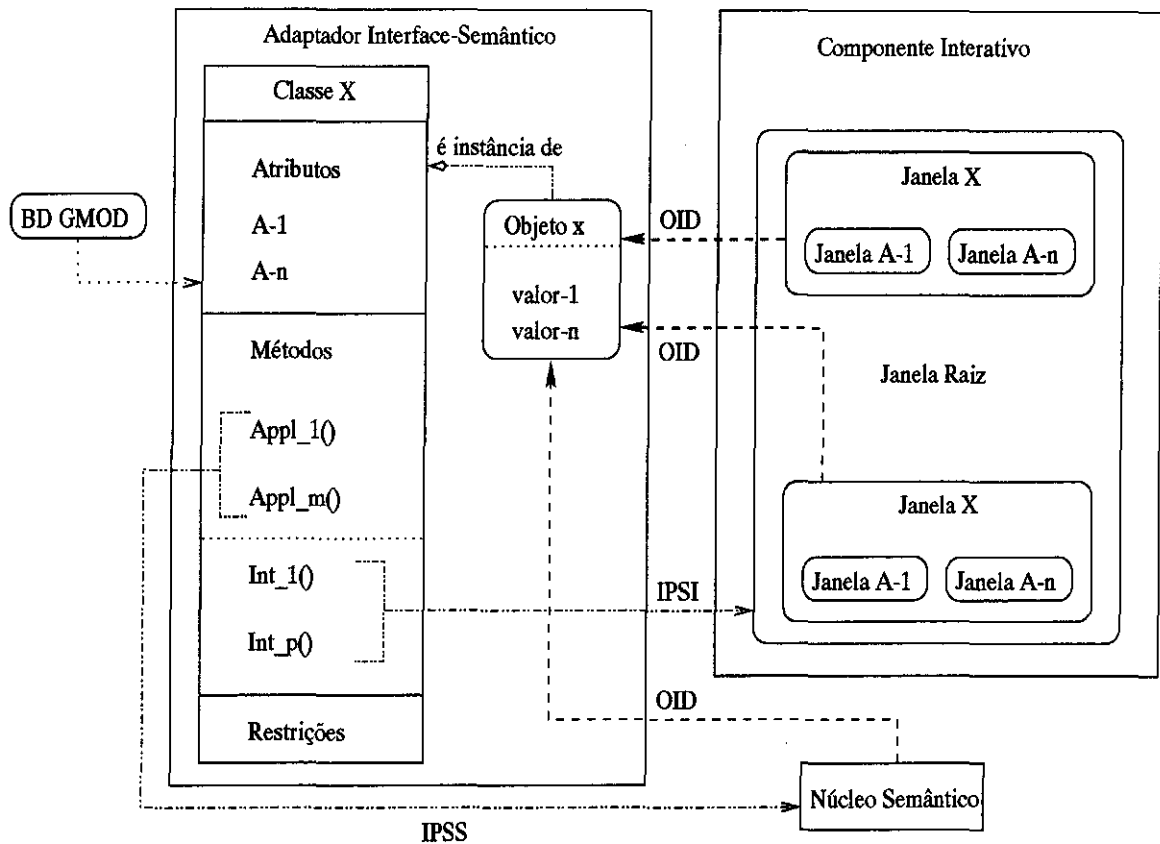 Adaptador Interface-Semântico
Classe X
Atributos
A-1
A-n
Métodos
Appl_1()
Appl_m()
Int_1()
Int_p()
Restrições
BD GMOD
é instância de
Objeto x
valor-1
valor-n
OID
OID
IPSI
OID
IPSS
Componente Interativo
Janela X
Janela A-1
Janela A-n
Janela Raiz
Janela X
Janela A-1
Janela A-n
Núcleo Semântico